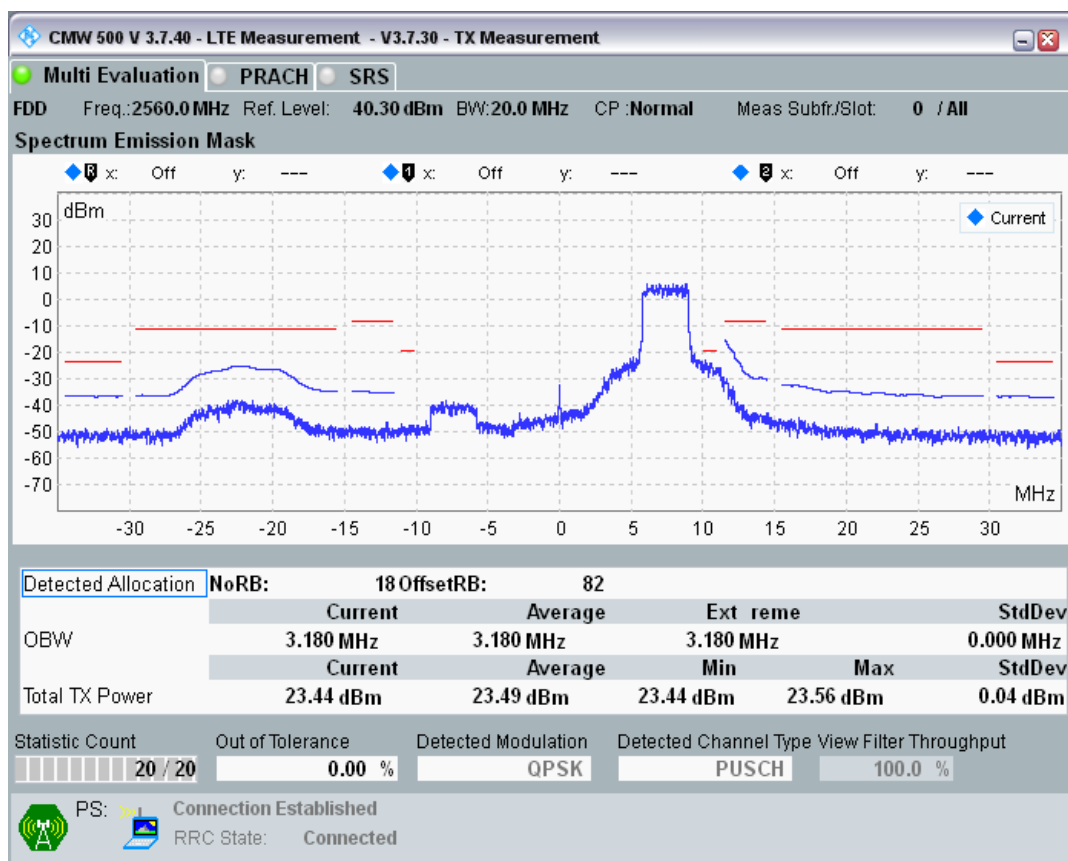 CMW 500 V 3.7.40 - LTE Measurement - V3.7.30 - TX Measurement
Multi Evaluation PRACH SRS
FDD Freq.:2560.0 MHz Ref. Level: 40.30 dBm BW:20.0 MHz CP :Normal Meas Subfr./Slot: 0 / All
Spectrum Emission Mask
R x: Off y: --- 1 x: Off y: --- 2 x: Off y: ---
dBm
Current
30
20
10
0
-10
-20
-30
-40
-50
-60
-70
MHz
-30 -25 -20 -15 -10 -5 0 5 10 15 20 25 30
Detected Allocation NoRB: 18 OffsetRB: 82
Current Average Ext reme StdDev
OBW 3.180 MHz 3.180 MHz 3.180 MHz 0.000 MHz
Current Average Min Max StdDev
Total TX Power 23.44 dBm 23.49 dBm 23.44 dBm 23.56 dBm 0.04 dBm
Statistic Count Out of Tolerance Detected Modulation Detected Channel Type View Filter Throughput
20 / 20 0.00 % QPSK PUSCH 100.0 %
PS: Connection Established
RRC State: Connected